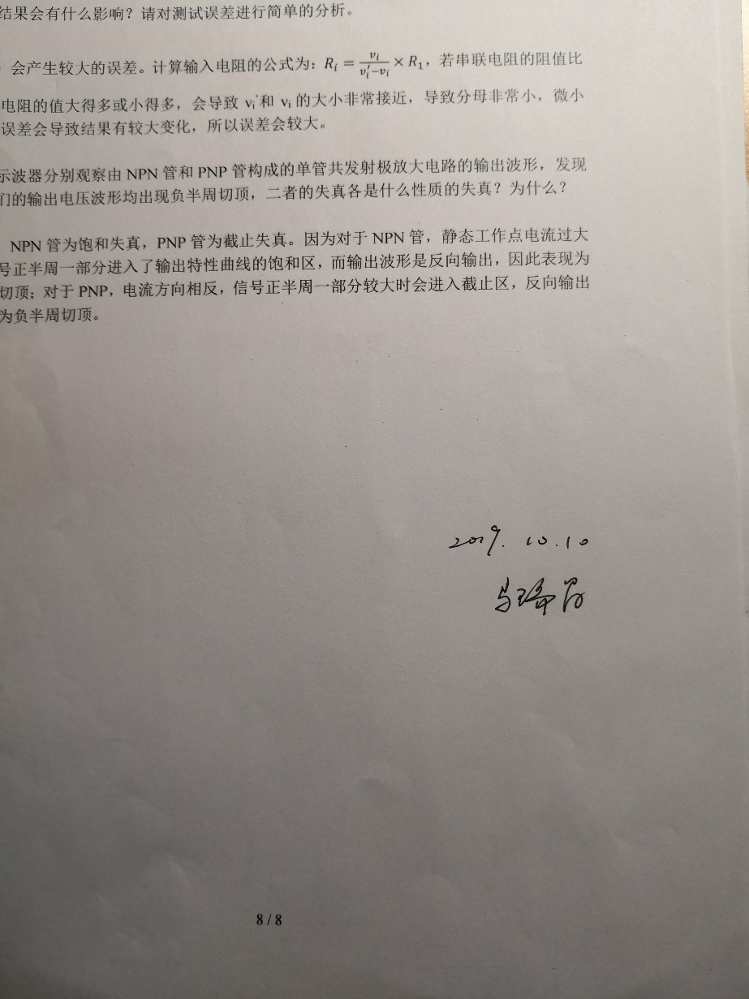 结果会有什么影响？请对测试误差进行简单的分析。
：会产生较大的误差。计算输入电阻的公式为：R_i = \frac{v_i}{v_i'-v_i} × R_1，若串联电阻的阻值比
电阻的值大得多或小得多，会导致 v_i'和 v_i 的大小非常接近，导致分母非常小，微小
误差会导致结果有较大变化，所以误差会较大。
示波器分别观察由 NPN 管和 PNP 管构成的单管共发射极放大电路的输出波形，发现
们的输出电压波形均出现负半周切顶，二者的失真各是什么性质的失真？为什么？
NPN 管为饱和失真，PNP 管为截止失真。因为对于 NPN 管，静态工作点电流过大
号正半周一部分进入了输出特性曲线的饱和区，而输出波形是反向输出，因此表现为
切顶；对于 PNP，电流方向相反，信号正半周一部分较大时会进入截止区，反向输出
为负半周切顶。
2019.10.10
8 / 8